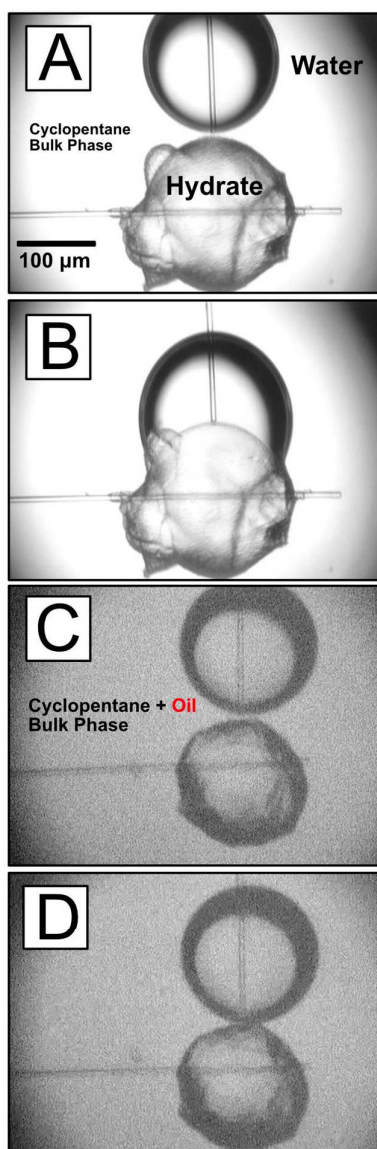 A
Water
Cyclopentane
Bulk Phase
Hydrate
100 µm
B
C
Cyclopentane + Oil
Bulk Phase
D